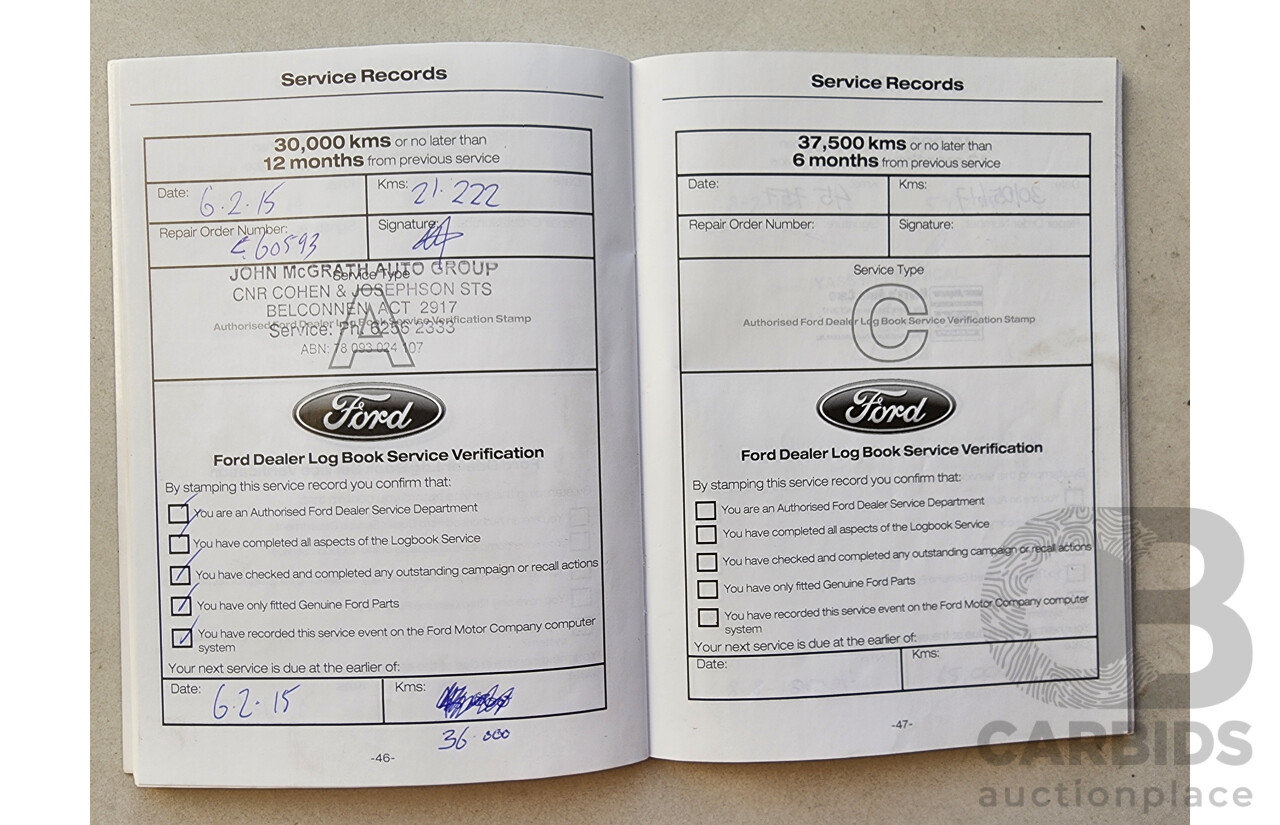 Service Records
30,000 kms or no later than
12 months from previous service
Date: 6.2.15
Kms: 21.222
Repair Order Number: 60593
Signature:
JOHN McGRATH AUTO GROUP
Service Type
CNR COHEN & JOSEPHSON STS
BELCONNEN ACT 2917
Authorised Ford Dealer Log Book Service Verification Stamp
Service: Ph: 6256 2333
ABN: 78 093 024 107
A
Ford
Ford Dealer Log Book Service Verification
By stamping this service record you confirm that:
You are an Authorised Ford Dealer Service Department
You have completed all aspects of the Logbook Service
You have checked and completed any outstanding campaign or recall actions
You have only fitted Genuine Ford Parts
You have recorded this service event on the Ford Motor Company computer
system
Your next service is due at the earlier of:
Date: 6.2.15
Kms:
36.000
-46-
Service Records
37,500 kms or no later than
6 months from previous service
Date:
Kms:
Repair Order Number:
Signature:
Service Type
Authorised Ford Dealer Log Book Service Verification Stamp
C
Ford
Ford Dealer Log Book Service Verification
By stamping this service record you confirm that:
You are an Authorised Ford Dealer Service Department
You have completed all aspects of the Logbook Service
You have checked and completed any outstanding campaign or recall actions
You have only fitted Genuine Ford Parts
You have recorded this service event on the Ford Motor Company computer
system
Your next service is due at the earlier of:
Date:
Kms:
-47-
CB
CARBIDS
auctionplace